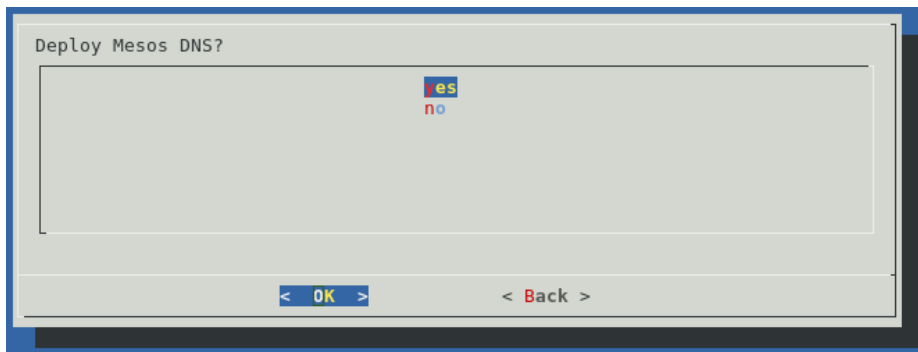 Deploy Mesos DNS?
yes
no
< OK > < Back >